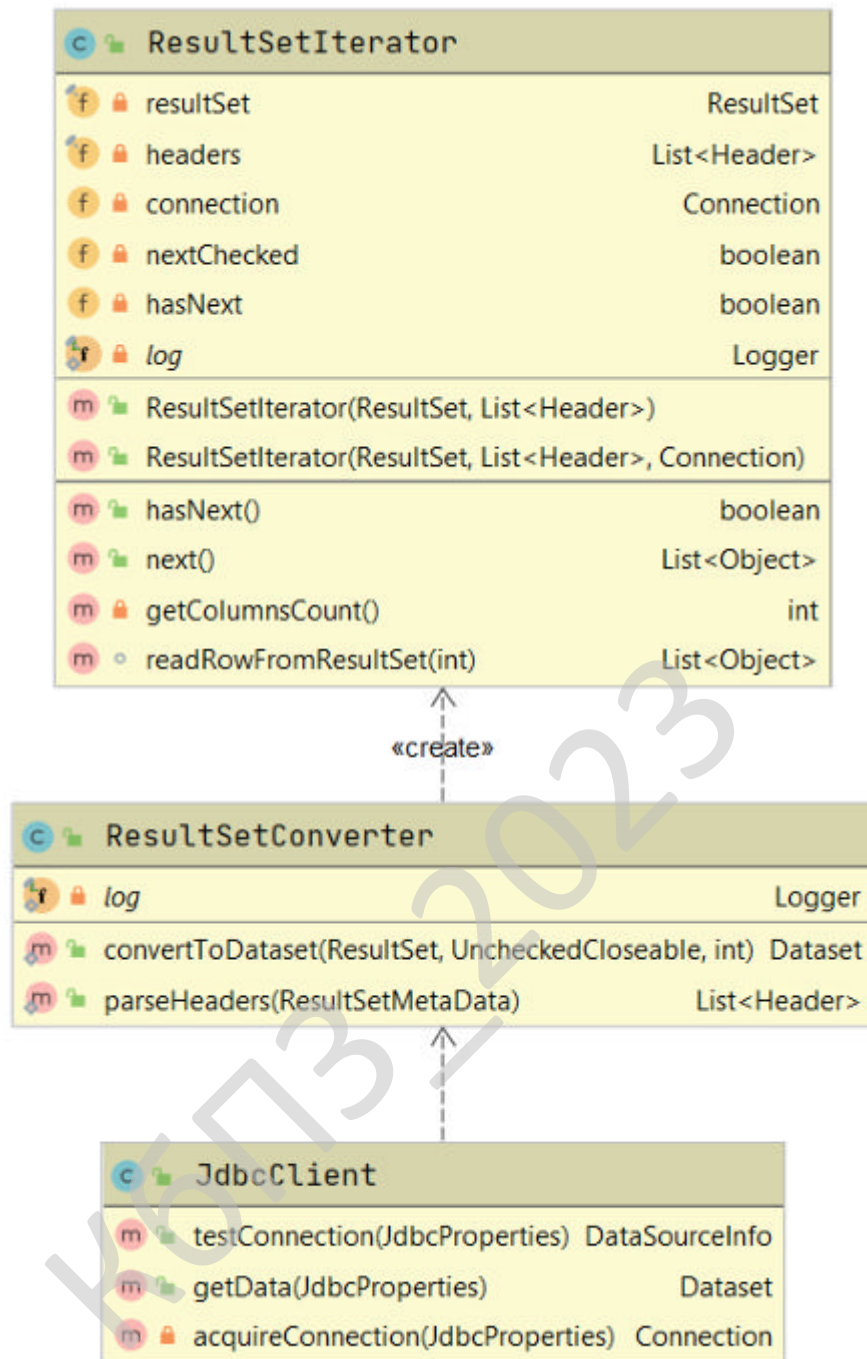 ResultSetIterator
resultSet ResultSet
headers List<Header>
connection Connection
nextChecked boolean
hasNext boolean
log Logger
ResultSetIterator(ResultSet, List<Header>)
ResultSetIterator(ResultSet, List<Header>, Connection)
hasNext() boolean
next() List<Object>
getColumnsCount() int
readRowFromResultSet(int) List<Object>
«create»
ResultSetConverter
log Logger
convertToDataset(ResultSet, UncheckedCloseable, int) Dataset
parseHeaders(ResultSetMetaData) List<Header>
JdbcClient
testConnection(JdbcProperties) DataSourceInfo
getData(JdbcProperties) Dataset
acquireConnection(JdbcProperties) Connection
КБПЗ_2023